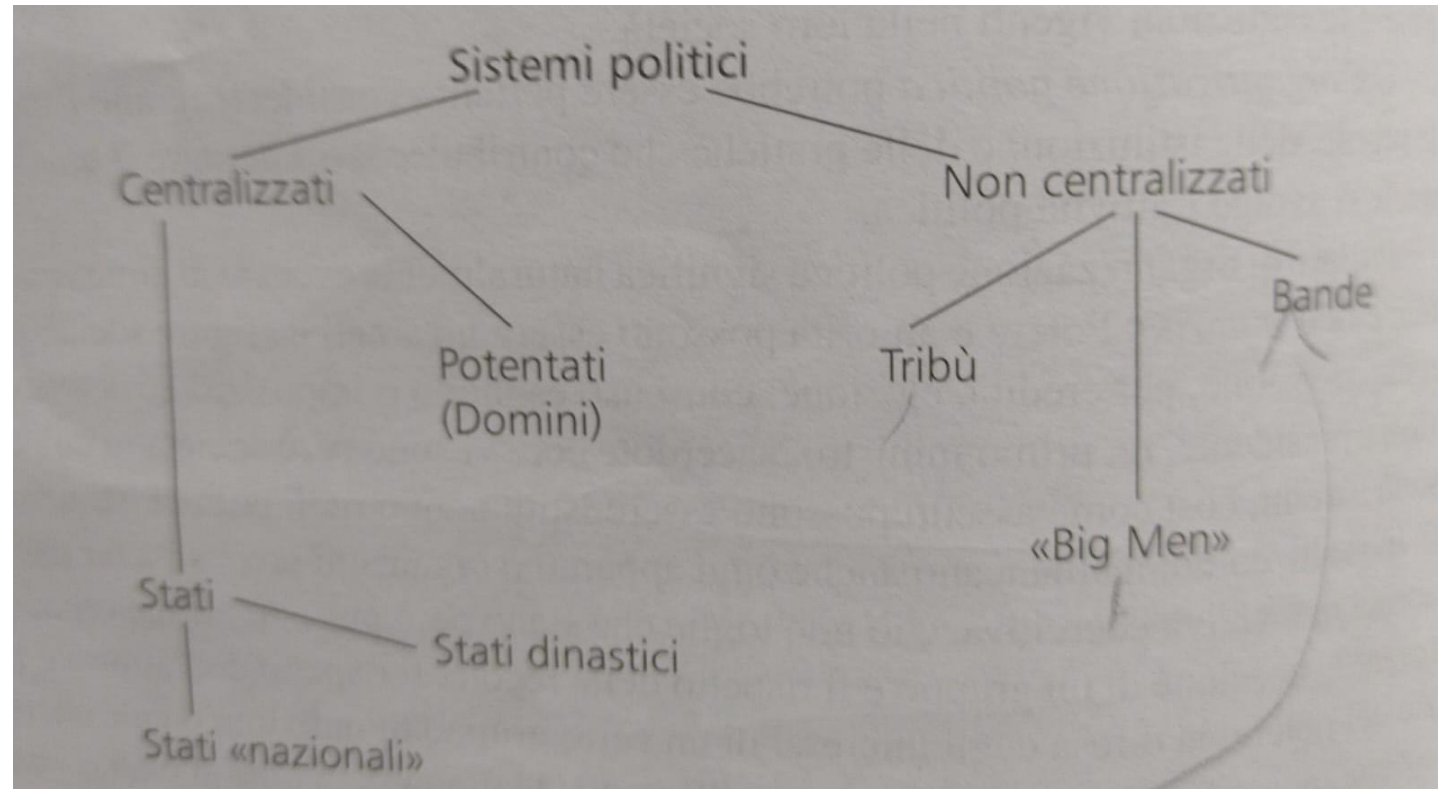 Sistemi politici
Centralizzati
Non centralizzati
Bande
Potentati
(Domini)
Tribù
«Big Men»
Stati
Stati dinastici
Stati «nazionali»